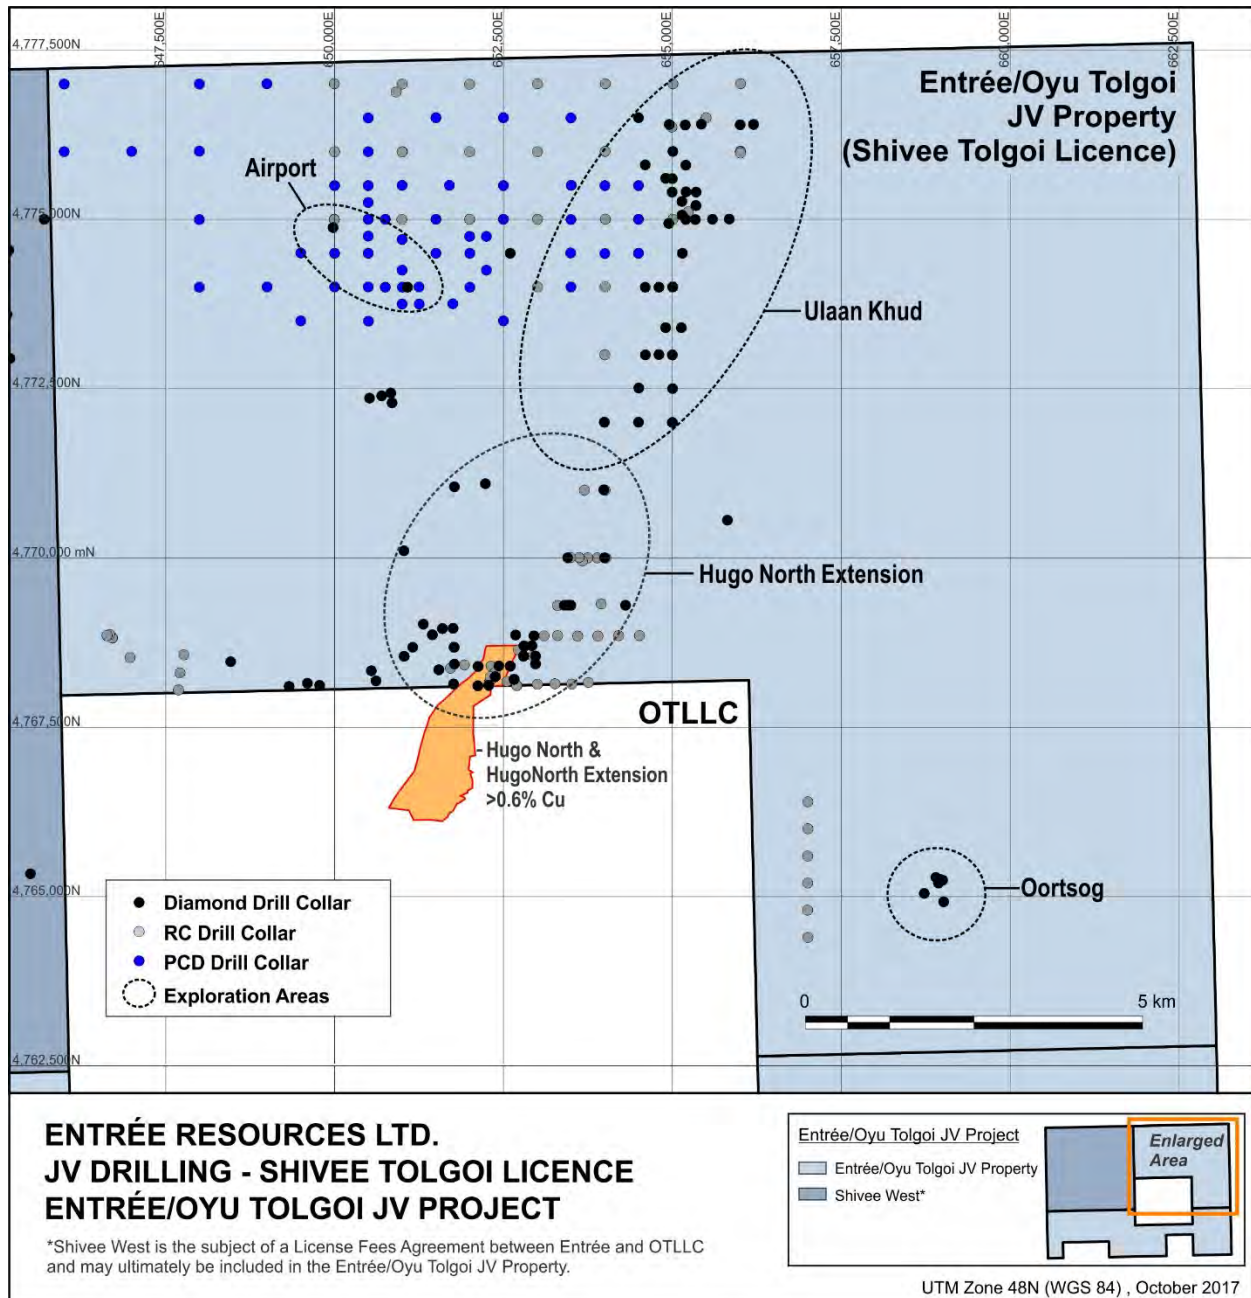 647,500E
650,000E
652,500E
655,000E
657,500E
660,000E
662,500E
4,777,500N
Entrée/Oyu Tolgoi
JV Property
(Shivee Tolgoi Licence)
Airport
4,775,000N
Ulaan Khud
4,772,500N
4,770,000 mN
Hugo North Extension
4,767,500N
OTLLC
Hugo North &
HugoNorth Extension
>0.6% Cu
4,765,000N
Oortsog
Diamond Drill Collar
RC Drill Collar
PCD Drill Collar
Exploration Areas
0 5 km
4,762,500N
ENTRÉE RESOURCES LTD.
JV DRILLING - SHIVEE TOLGOI LICENCE
ENTRÉE/OYU TOLGOI JV PROJECT
*Shivee West is the subject of a License Fees Agreement between Entrée and OTLLC
and may ultimately be included in the Entrée/Oyu Tolgoi JV Property.
Entrée/Oyu Tolgoi JV Project
Entrée/Oyu Tolgoi JV Property
Shivee West*
Enlarged
Area
UTM Zone 48N (WGS 84) , October 2017